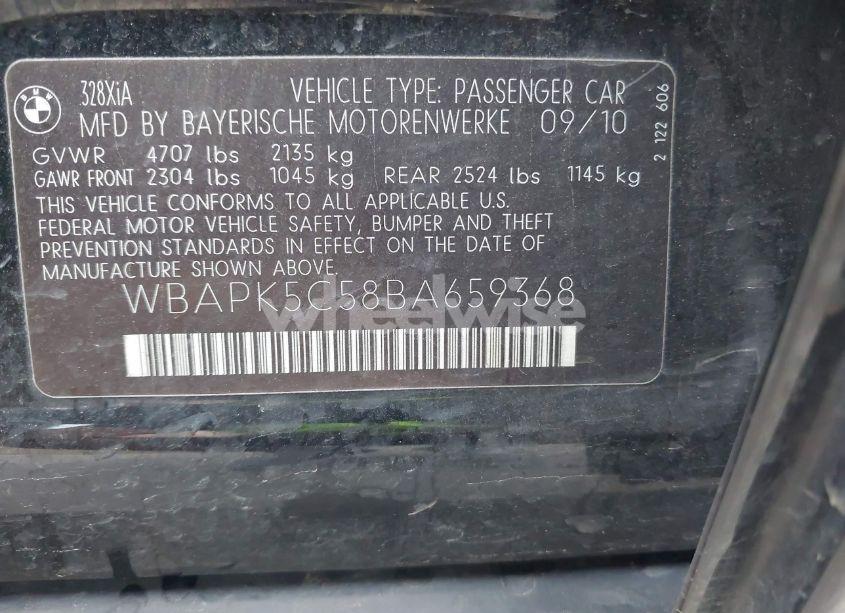 BMW
328XiA VEHICLE TYPE: PASSENGER CAR
MFD BY BAYERISCHE MOTORENWERKE 09/10
GVWR 4707 lbs 2135 kg
GAWR FRONT 2304 lbs 1045 kg REAR 2524 lbs 1145 kg
THIS VEHICLE CONFORMS TO ALL APPLICABLE U.S.
FEDERAL MOTOR VEHICLE SAFETY, BUMPER AND THEFT
PREVENTION STANDARDS IN EFFECT ON THE DATE OF
MANUFACTURE SHOWN ABOVE.
WBAPK5C58BA659368
wheelwise
2 122 606